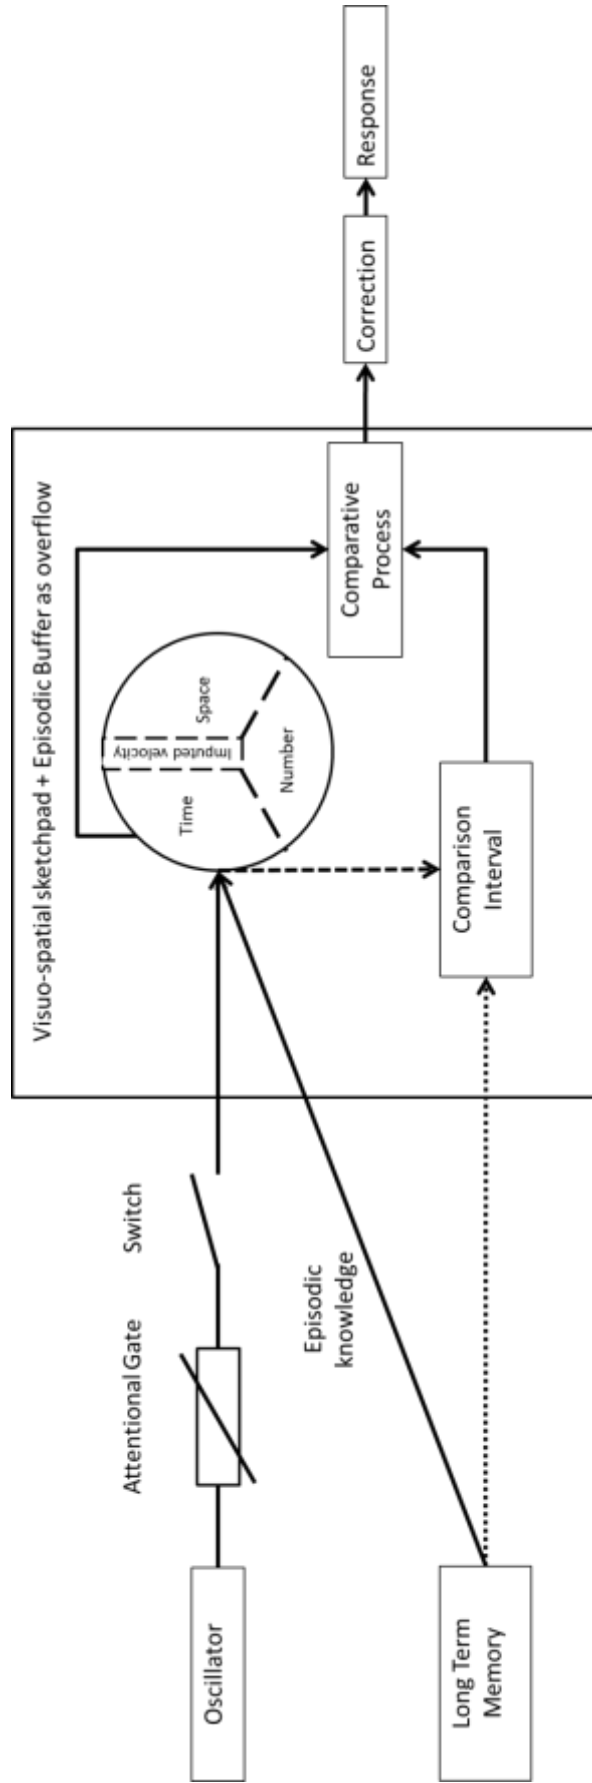 Visuo-spatial sketchpad + Episodic Buffer as overflow
Oscillator
Attentional Gate
Switch
Time
Imputed velocity
Space
Number
Episodic
knowledge
Long Term
Memory
Comparison
Interval
Comparative
Process
Correction
Response